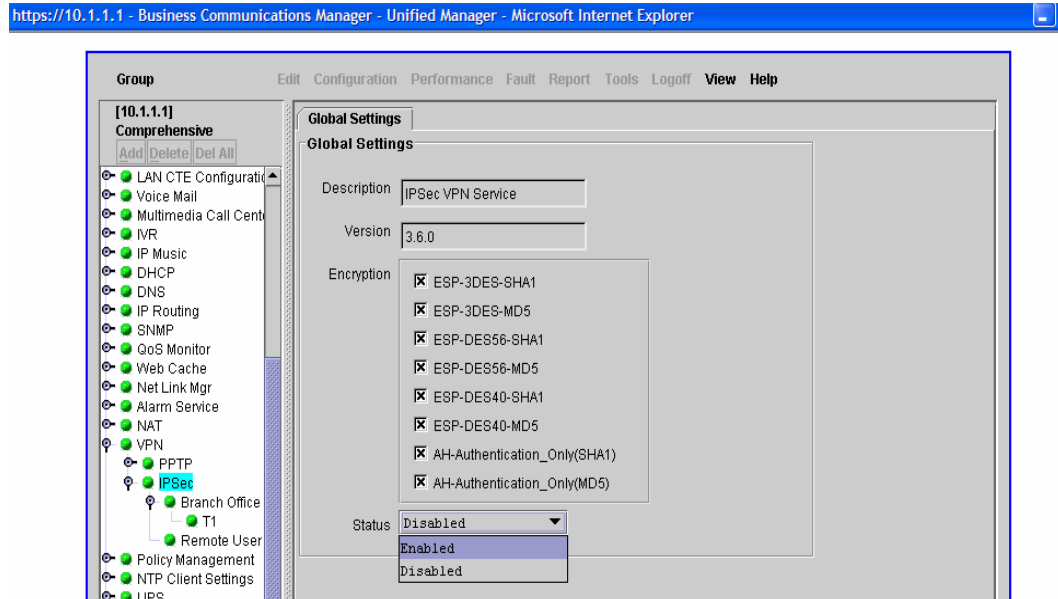 https://10.1.1.1 - Business Communications Manager - Unified Manager - Microsoft Internet Explorer
Group Edit Configuration Performance Fault Report Tools Logoff View Help
[10.1.1.1]
Comprehensive
Add Delete Del All
LAN CTE Configuratio
Voice Mail
Multimedia Call Cent
IVR
IP Music
DHCP
DNS
IP Routing
SNMP
QoS Monitor
Web Cache
Net Link Mgr
Alarm Service
NAT
VPN
PPTP
IPSec
Branch Office
T1
Remote User
Policy Management
NTP Client Settings
UPS
Global Settings
Global Settings
Description IPSec VPN Service
Version 3.6.0
Encryption
ESP-3DES-SHA1
ESP-3DES-MD5
ESP-DES56-SHA1
ESP-DES56-MD5
ESP-DES40-SHA1
ESP-DES40-MD5
AH-Authentication_Only(SHA1)
AH-Authentication_Only(MD5)
Status Disabled
Enabled
Disabled